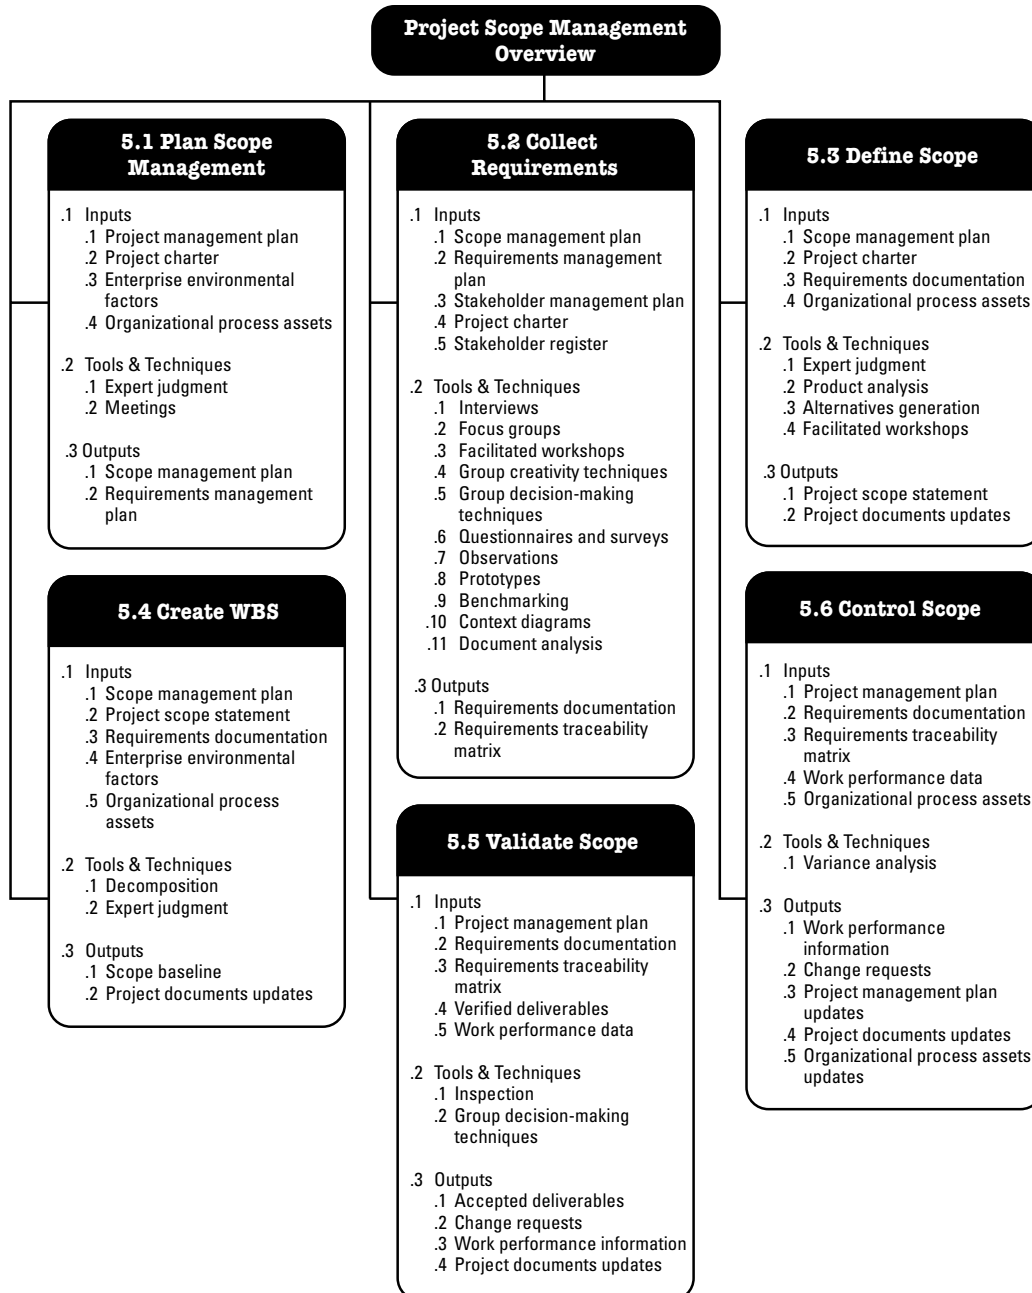 Project Scope Management
Overview
5.1 Plan Scope
Management
.1 Inputs
.1 Project management plan
.2 Project charter
.3 Enterprise environmental
factors
.4 Organizational process assets
.2 Tools & Techniques
.1 Expert judgment
.2 Meetings
.3 Outputs
.1 Scope management plan
.2 Requirements management
plan
5.2 Collect
Requirements
.1 Inputs
.1 Scope management plan
.2 Requirements management
plan
.3 Stakeholder management plan
.4 Project charter
.5 Stakeholder register
.2 Tools & Techniques
.1 Interviews
.2 Focus groups
.3 Facilitated workshops
.4 Group creativity techniques
.5 Group decision-making
techniques
.6 Questionnaires and surveys
.7 Observations
.8 Prototypes
.9 Benchmarking
.10 Context diagrams
.11 Document analysis
.3 Outputs
.1 Requirements documentation
.2 Requirements traceability
matrix
5.3 Define Scope
.1 Inputs
.1 Scope management plan
.2 Project charter
.3 Requirements documentation
.4 Organizational process assets
.2 Tools & Techniques
.1 Expert judgment
.2 Product analysis
.3 Alternatives generation
.4 Facilitated workshops
.3 Outputs
.1 Project scope statement
.2 Project documents updates
5.4 Create WBS
.1 Inputs
.1 Scope management plan
.2 Project scope statement
.3 Requirements documentation
.4 Enterprise environmental
factors
.5 Organizational process
assets
.2 Tools & Techniques
.1 Decomposition
.2 Expert judgment
.3 Outputs
.1 Scope baseline
.2 Project documents updates
5.5 Validate Scope
.1 Inputs
.1 Project management plan
.2 Requirements documentation
.3 Requirements traceability
matrix
.4 Verified deliverables
.5 Work performance data
.2 Tools & Techniques
.1 Inspection
.2 Group decision-making
techniques
.3 Outputs
.1 Accepted deliverables
.2 Change requests
.3 Work performance information
.4 Project documents updates
5.6 Control Scope
.1 Inputs
.1 Project management plan
.2 Requirements documentation
.3 Requirements traceability
matrix
.4 Work performance data
.5 Organizational process assets
.2 Tools & Techniques
.1 Variance analysis
.3 Outputs
.1 Work performance
information
.2 Change requests
.3 Project management plan
updates
.4 Project documents updates
.5 Organizational process assets
updates